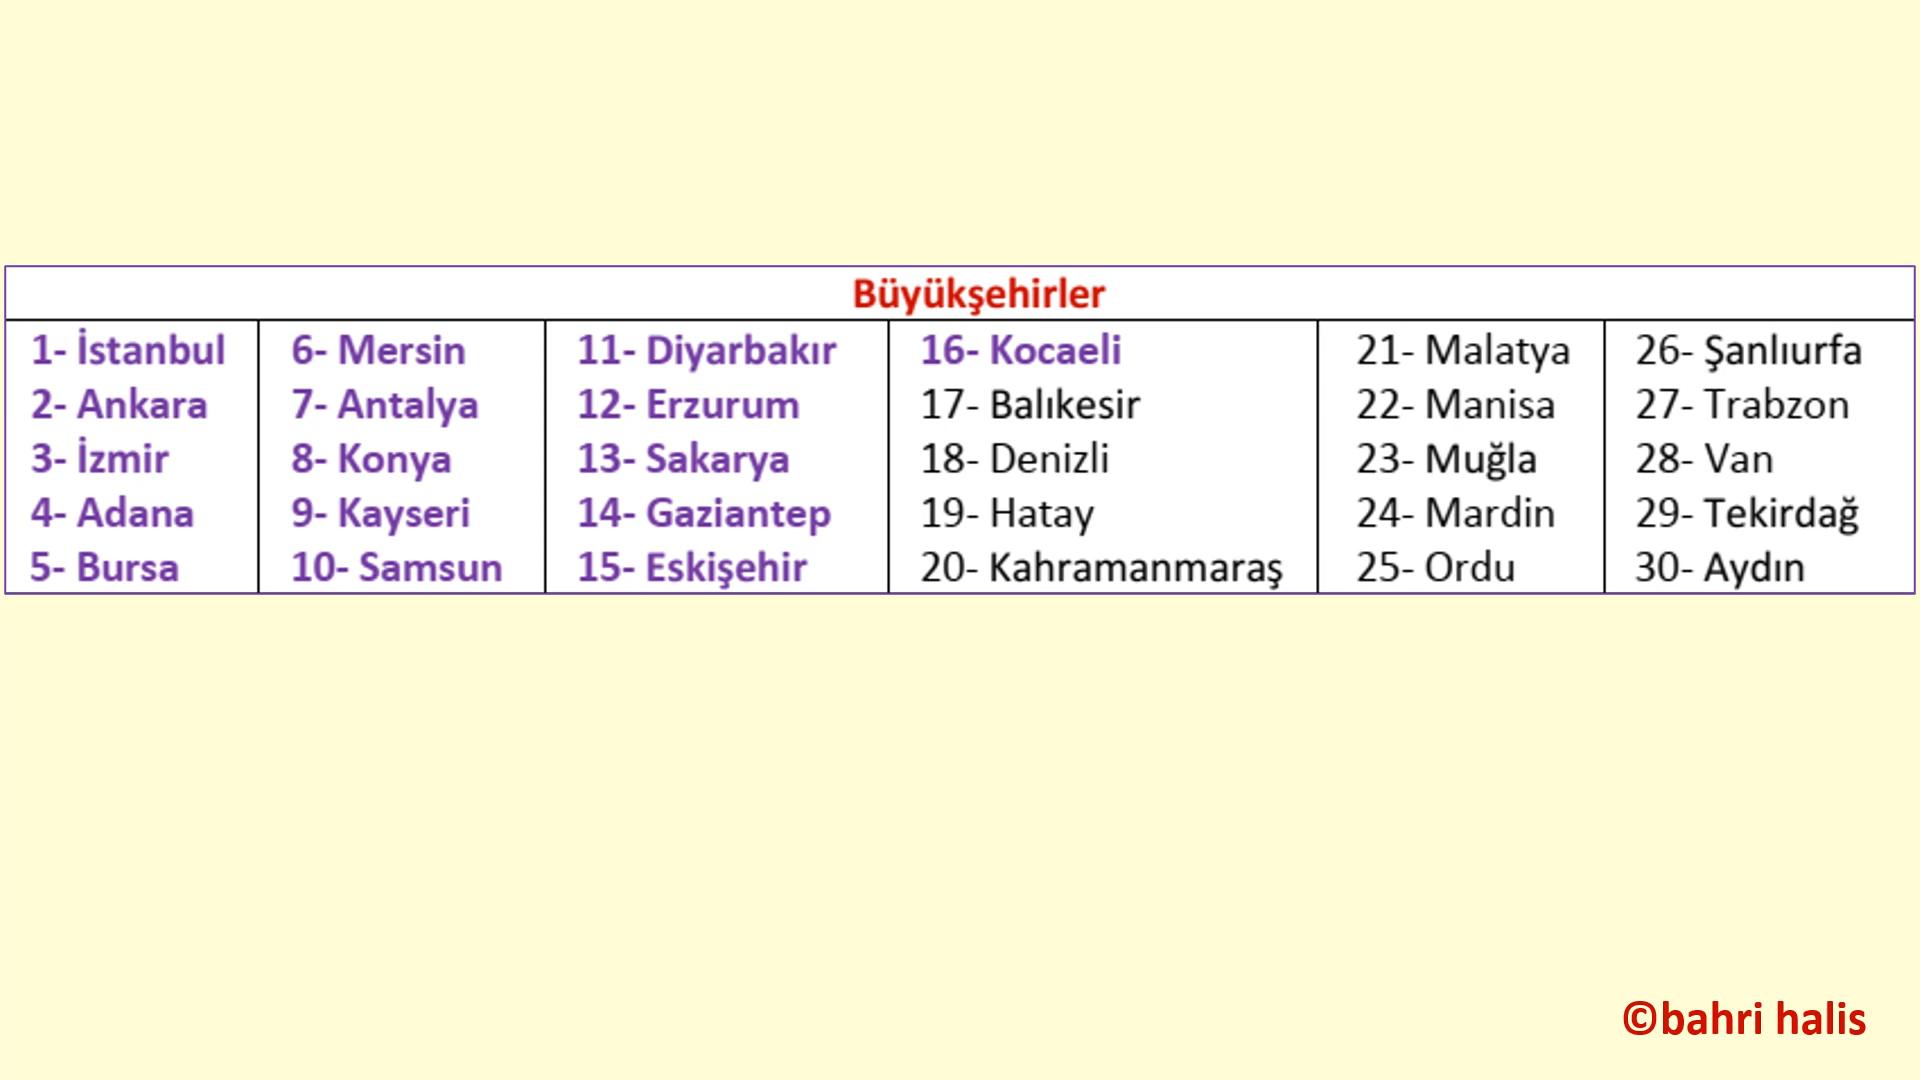 Büyükşehirler
1- İstanbul
2- Ankara
3- İzmir
4- Adana
5- Bursa
6- Mersin
7- Antalya
8- Konya
9- Kayseri
10- Samsun
11- Diyarbakır
12- Erzurum
13- Sakarya
14- Gaziantep
15- Eskişehir
16- Kocaeli
17- Balıkesir
18- Denizli
19- Hatay
20- Kahramanmaraş
21- Malatya
22- Manisa
23- Muğla
24- Mardin
25- Ordu
26- Şanlıurfa
27- Trabzon
28- Van
29- Tekirdağ
30- Aydın
©bahri halis